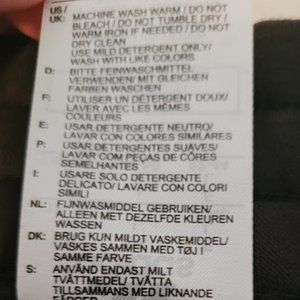 US /
UK: MACHINE WASH WARM / DO NOT
BLEACH / DO NOT TUMBLE DRY /
WARM IRON IF NEEDED / DO NOT
DRY CLEAN
USE MILD DETERGENT ONLY/
WASH WITH LIKE COLORS
D: BITTE FEINWASCHMITTEL
VERWENDEN/ MIT GLEICHEN
FARBEN WASCHEN
F: UTILISER UN DÉTERGENT DOUX/
LAVER AVEC LES MÊMES
COULEURS
E: USAR DETERGENTE NEUTRO/
LAVAR CON COLORES SIMILARES
P: USAR DETERGENTES SUAVES/
LAVAR COM PEÇAS DE CÔRES
SEMELHANTES
I: USARE SOLO DETERGENTE
DELICATO/ LAVARE CON COLORI
SIMILI
NL: FIJNWASMIDDEL GEBRUIKEN/
ALLEEN MET DEZELFDE KLEUREN
WASSEN
DK: BRUG KUN MILDT VASKEMIDDEL/
VASKES SAMMEN MED TØJ I
SAMME FARVE
S: ANVÄND ENDAST MILT
TVÄTTMEDEL/ TVÄTTA
TILLSAMMANS MED LIKNANDE
FÄRGER